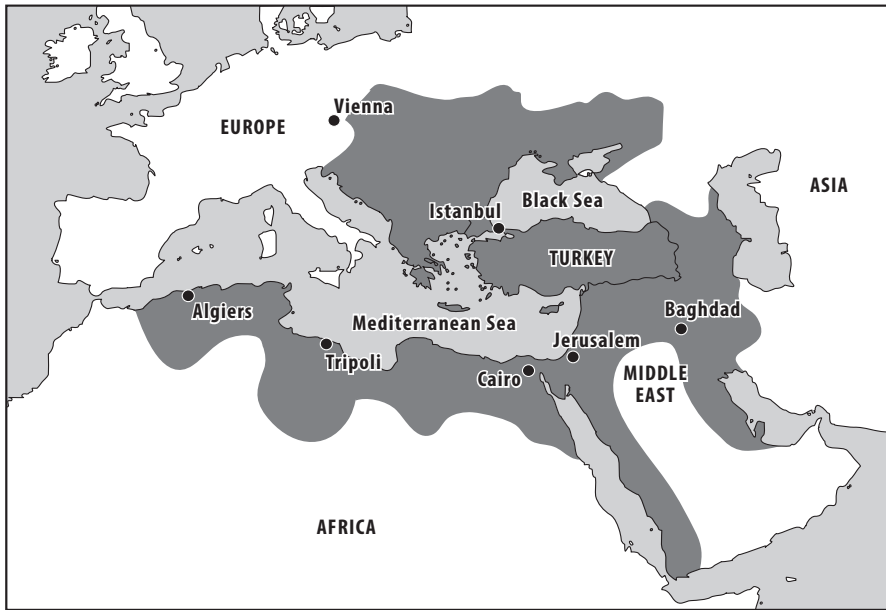 Vienna
EUROPE
ASIA
Black Sea
Istanbul
TURKEY
Algiers
Baghdad
Mediterranean Sea
Jerusalem
Tripoli
Cairo
MIDDLE
EAST
AFRICA